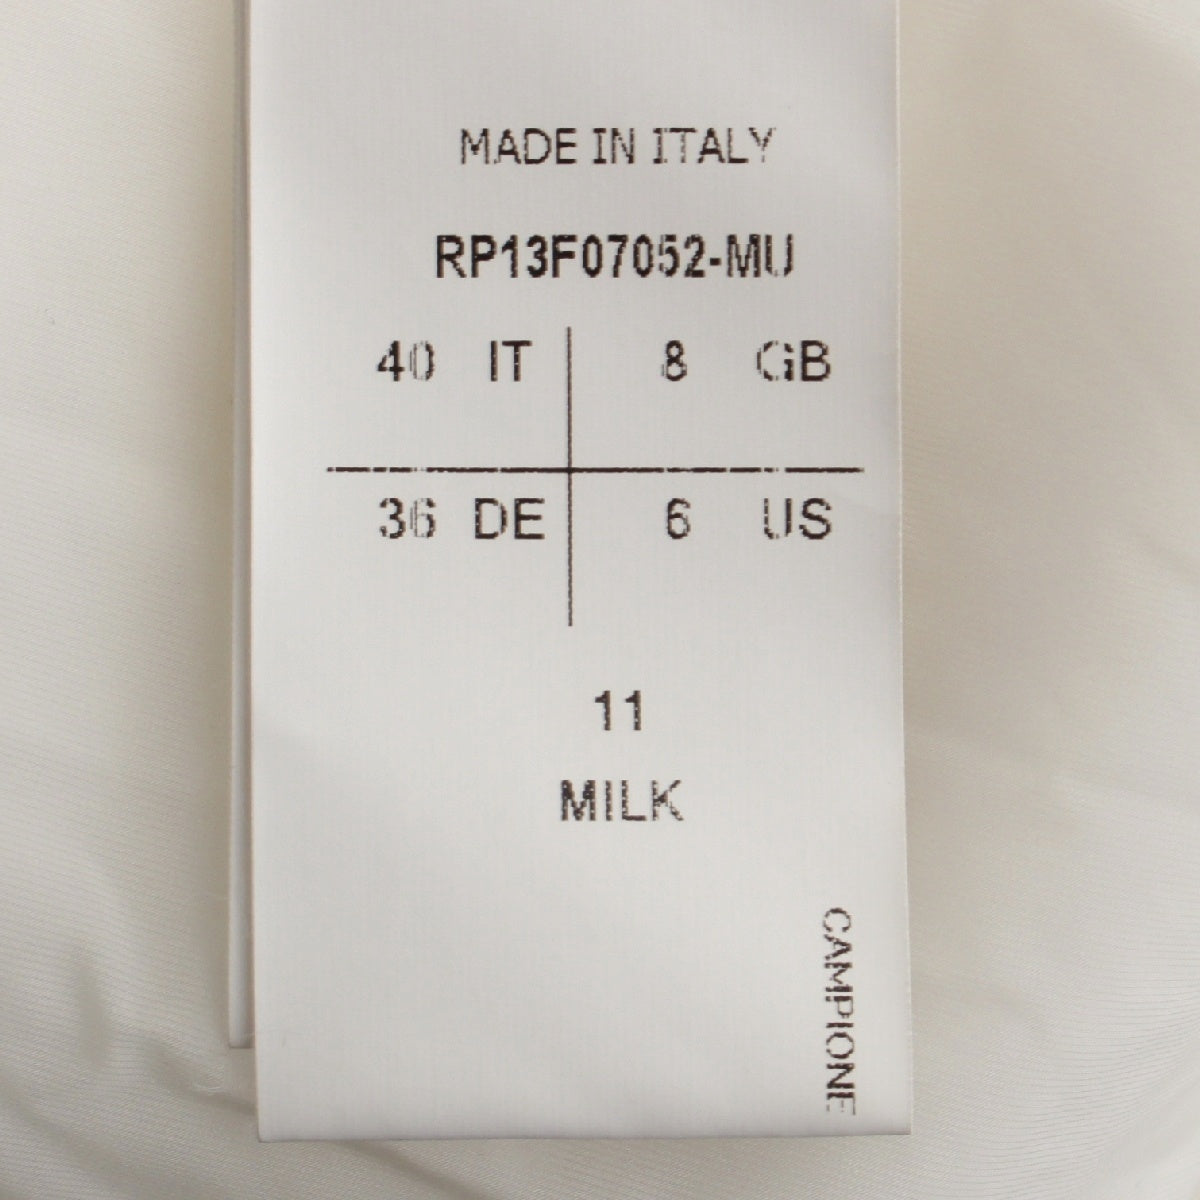 MADE IN ITALY
RP13F07052-MU
40 IT 8 GB
36 DE 6 US
11
MILK
CAMPIONE